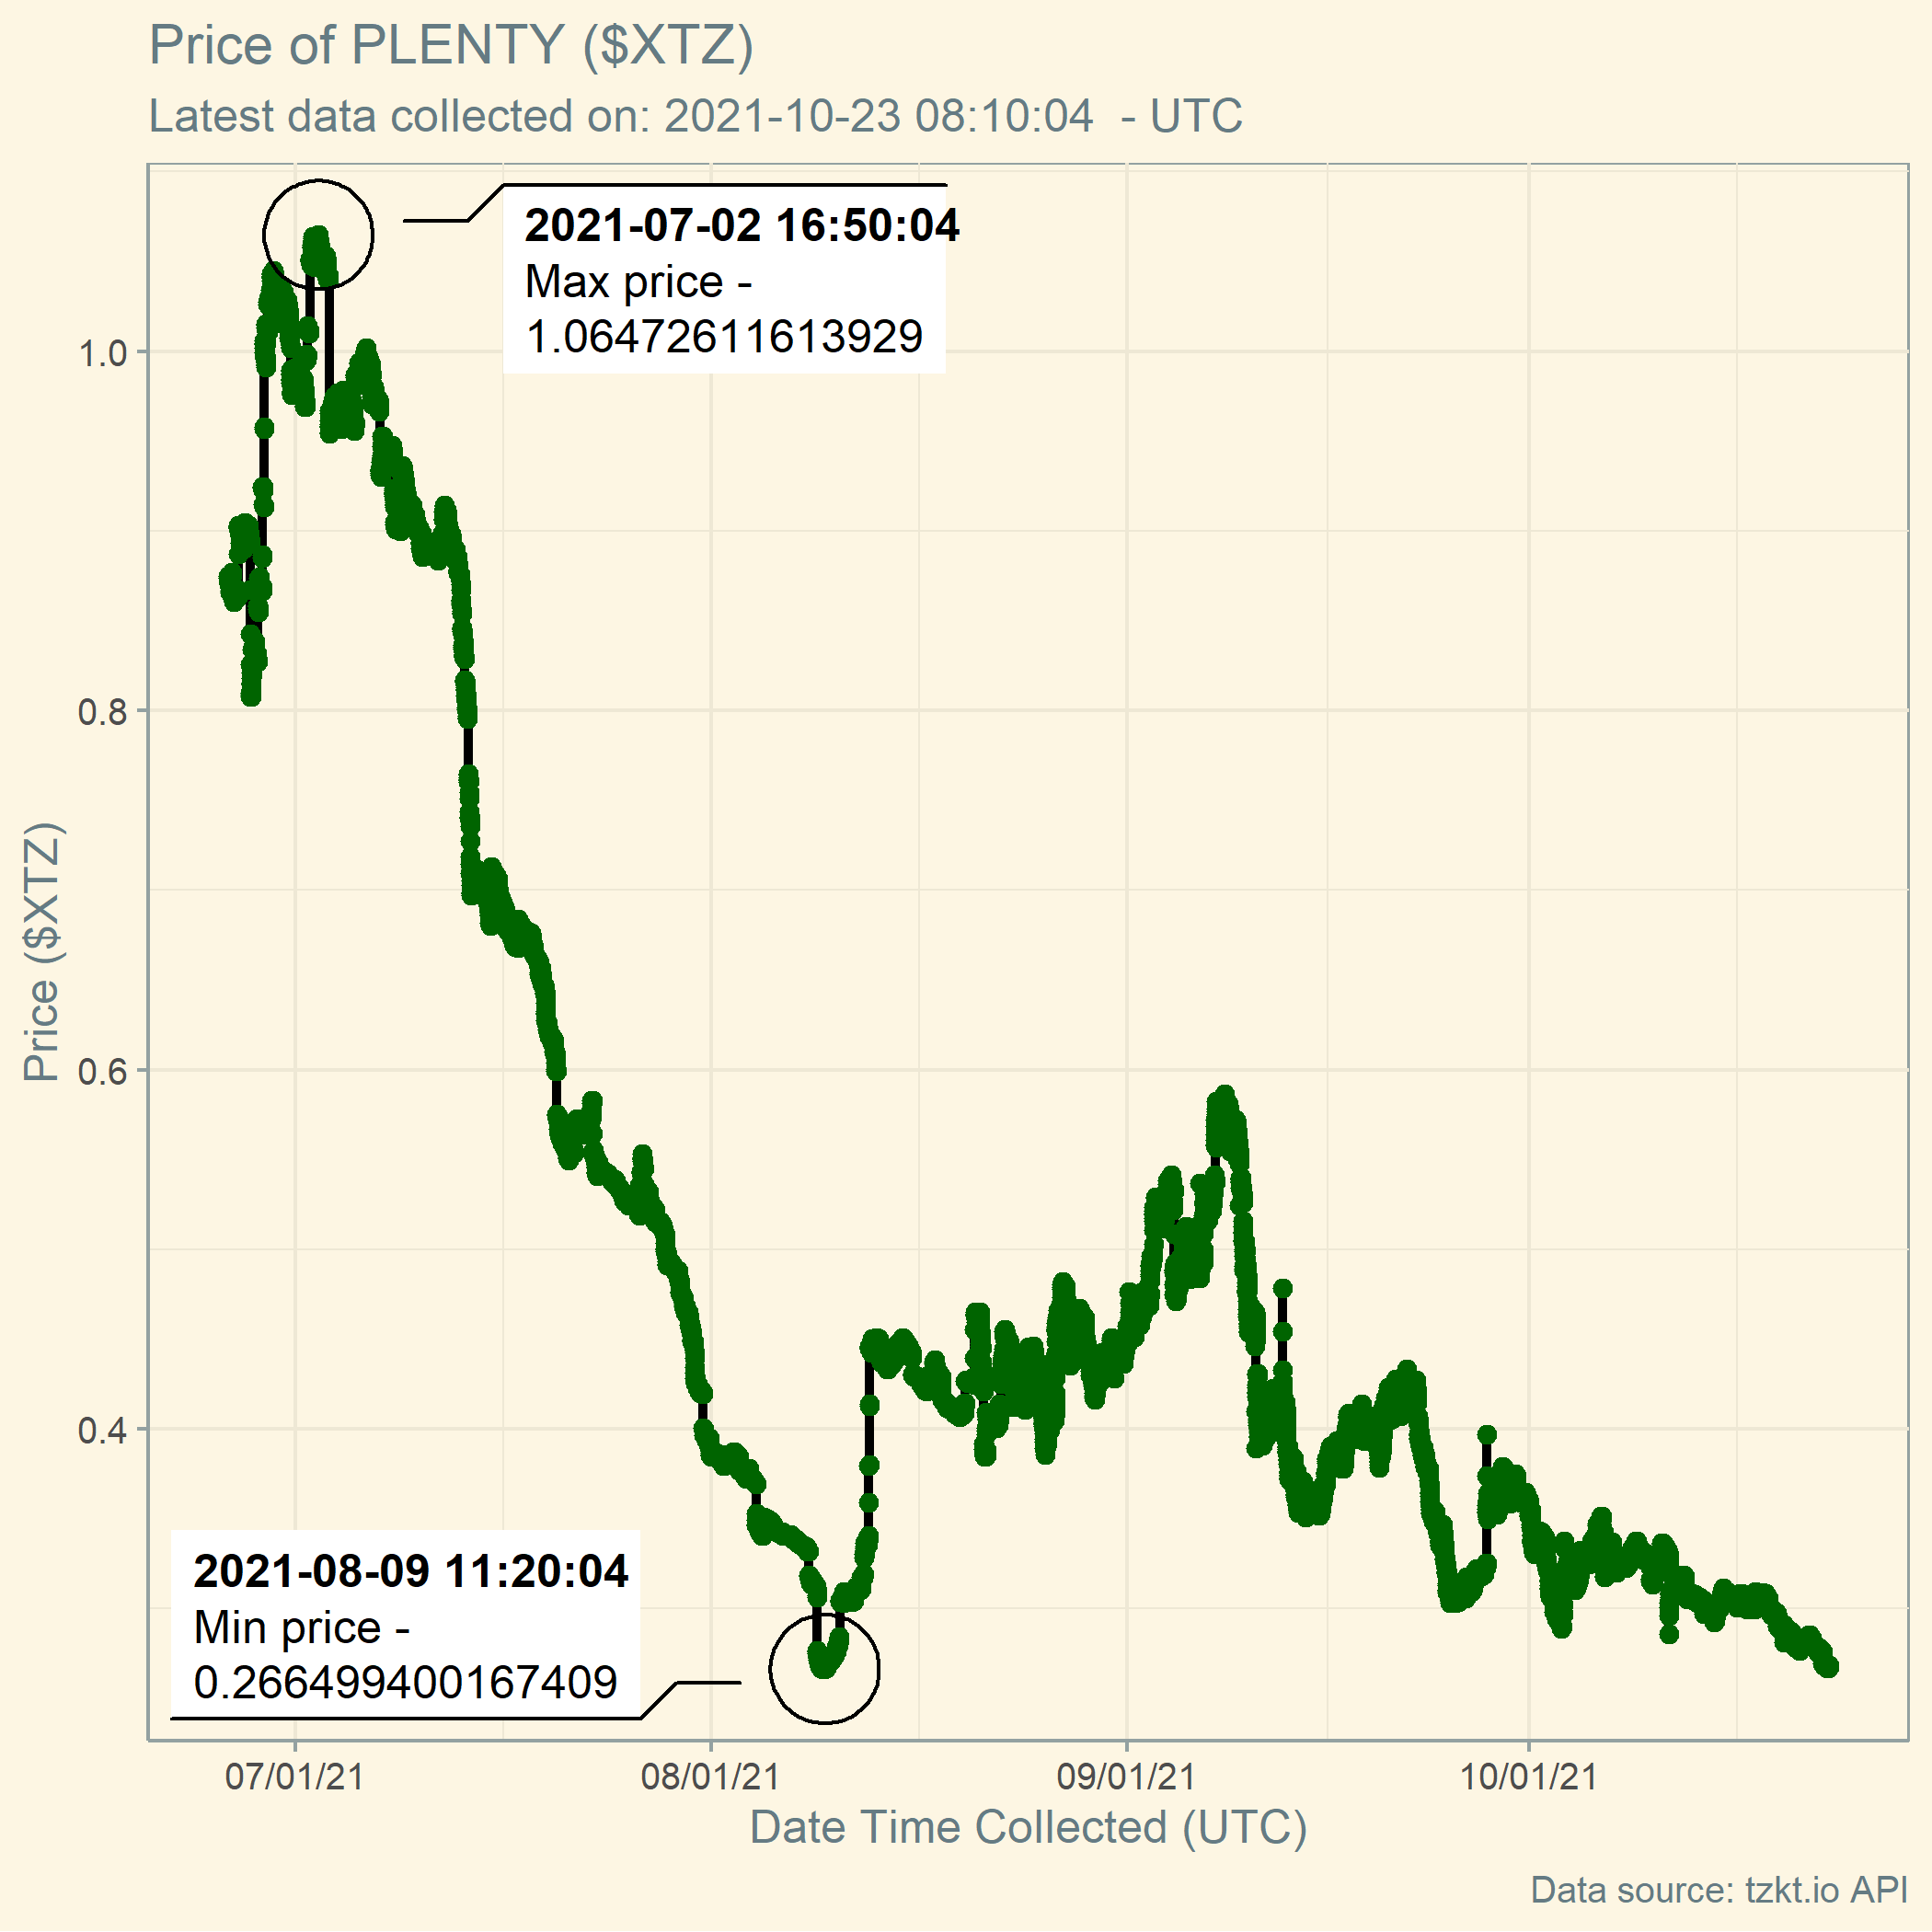 Price of PLENTY ($XTZ)
Latest data collected on: 2021-10-23 08:10:04  - UTC
2021-07-02 16:50:04
Max price -
1.06472611613929
1.0
0.8
0.6
0.4
Price ($XTZ)
2021-08-09 11:20:04
Min price -
0.266499400167409
07/01/21
08/01/21
09/01/21
10/01/21
Date Time Collected (UTC)
Data source: tzkt.io API